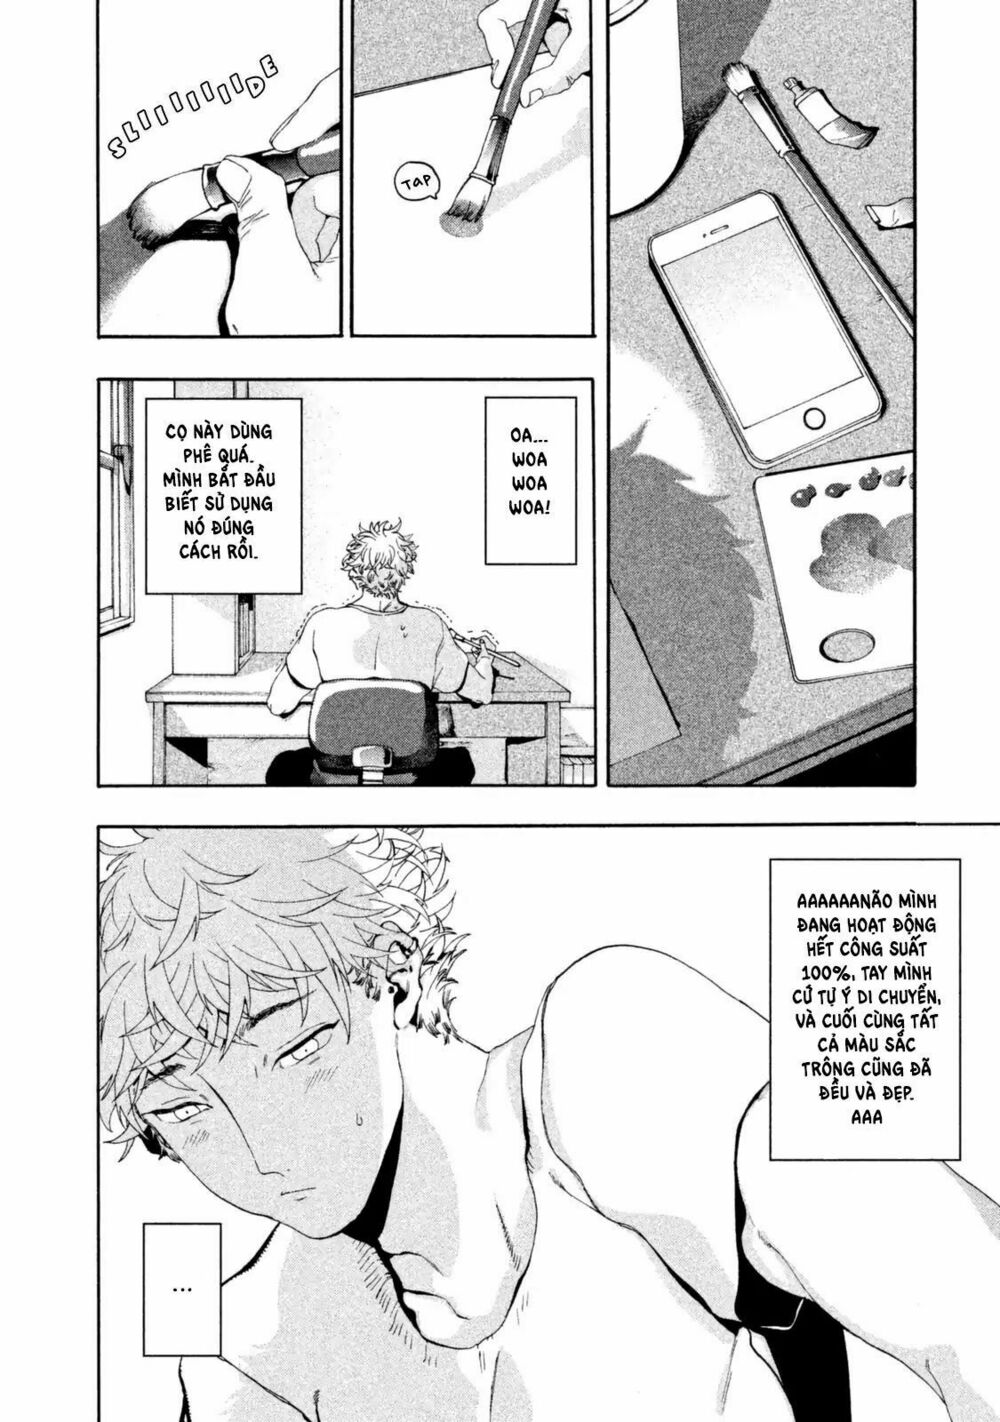 TAP
SLIIIIIIIDE
OA...
WOA
WOA
WOA!
CỌ NÀY DÙNG
PHÊ QUÁ.
MÌNH BẮT ĐẦU
BIẾT SỬ DỤNG
NÓ ĐÚNG
CÁCH RỒI.
AAAAAANÃO MÌNH
ĐANG HOẠT ĐỘNG
HẾT CÔNG SUẤT
100%, TAY MÌNH
CỨ TỰ Ý DI CHUYỂN,
VÀ CUỐI CÙNG TẤT
CẢ MÀU SẮC
TRÔNG CŨNG ĐÃ
ĐỀU VÀ ĐẸP.
AAA
...